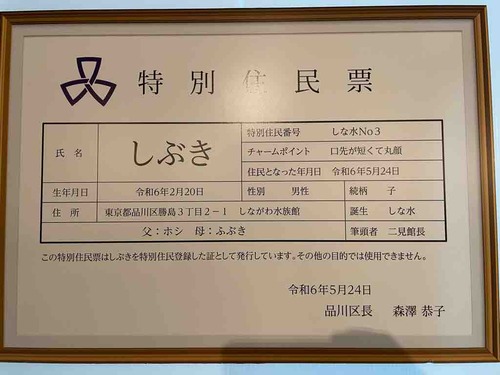 特別住民票
氏名 しぶき 特別住民番号 しな水No3
チャームポイント 口先が短くて丸顔
住民となった年月日 令和6年5月24日
生年月日 令和6年2月20日 性別 男性 続柄 子
住所 東京都品川区勝島3丁目2−1 しながわ水族館 誕生 しな水
父:ホシ 母:ふぶき 筆頭者 二見館長
この特別住民票はしぶきを特別住民登録した証として発行しています。その他の目的では使用できません。
令和6年5月24日
品川区長 森澤 恭子